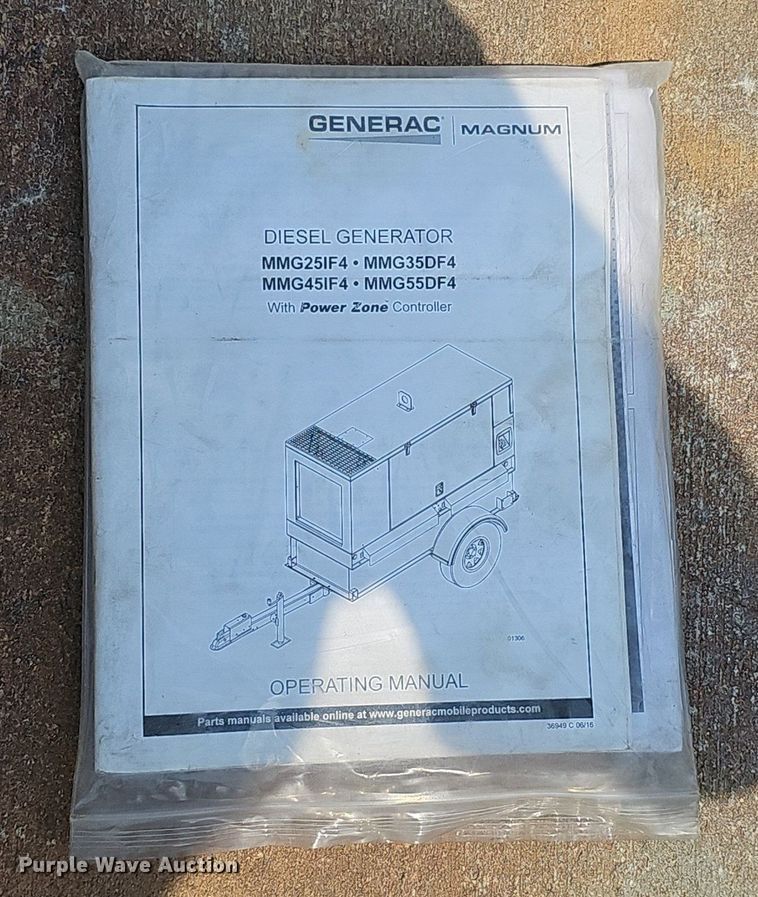 GENERAC | MAGNUM
DIESEL GENERATOR
MMG25IF4 • MMG35DF4
MMG45IF4 • MMG55DF4
With Power Zone™ Controller
01306
OPERATING MANUAL
Parts manuals available online at www.generacmobileproducts.com
36949 C 06/16
Purple Wave Auction